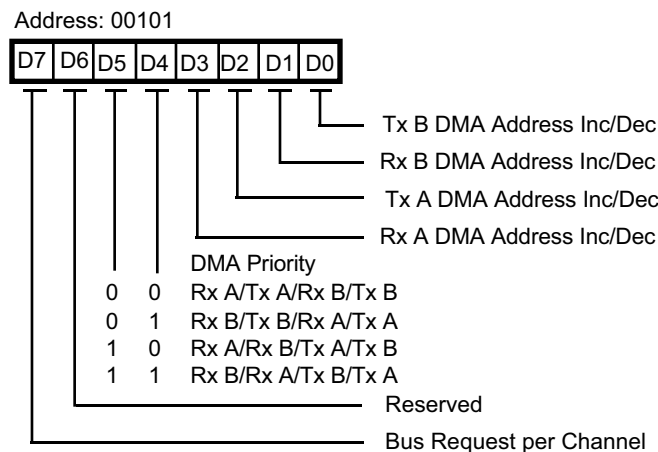 Address: 00101
D7 D6 D5 D4 D3 D2 D1 D0
Tx B DMA Address Inc/Dec
Rx B DMA Address Inc/Dec
Tx A DMA Address Inc/Dec
Rx A DMA Address Inc/Dec
DMA Priority
0 0 Rx A/Tx A/Rx B/Tx B
0 1 Rx B/Tx B/Rx A/Tx A
1 0 Rx A/Rx B/Tx A/Tx B
1 1 Rx B/Rx A/Tx B/Tx A
Reserved
Bus Request per Channel